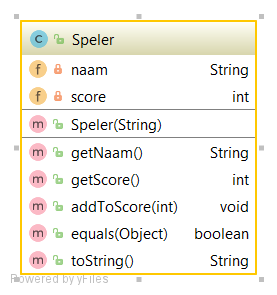 C Speler
f naam String
f score int
m Speler(String)
m getNaam() String
m getScore() int
m addToScore(int) void
m equals(Object) boolean
m toString() String
Powered by yFiles